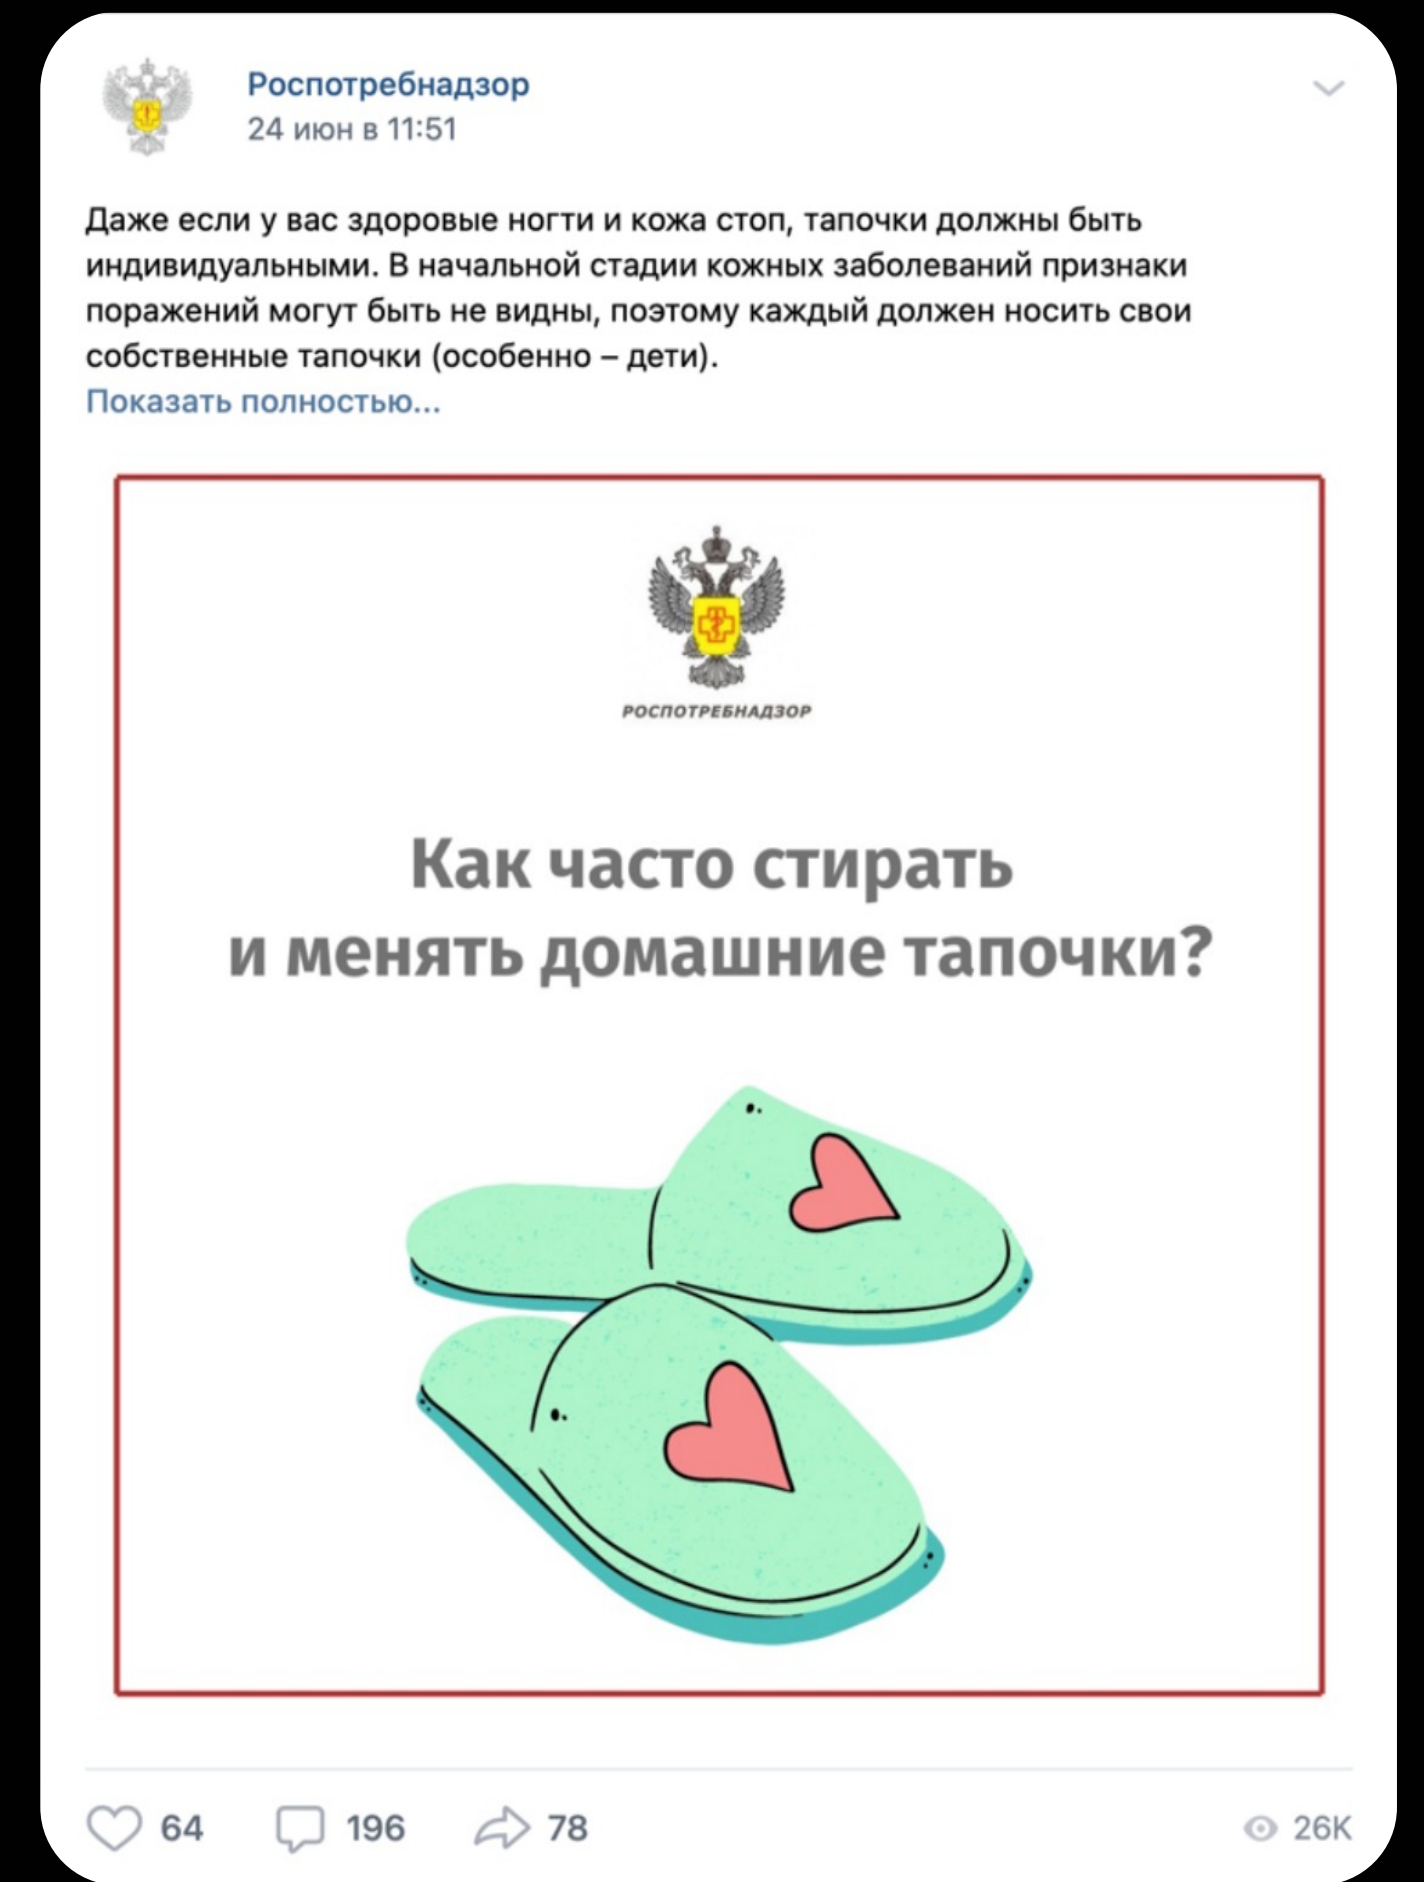 Роспотребнадзор
24 июн в 11:51
Даже если у вас здоровые ногти и кожа стоп, тапочки должны быть
индивидуальными. В начальной стадии кожных заболеваний признаки
поражений могут быть не видны, поэтому каждый должен носить свои
собственные тапочки (особенно – дети).
Показать полностью...
РОСПОТРЕБНАДЗОР
Как часто стирать
и менять домашние тапочки?
64 196 78 26K